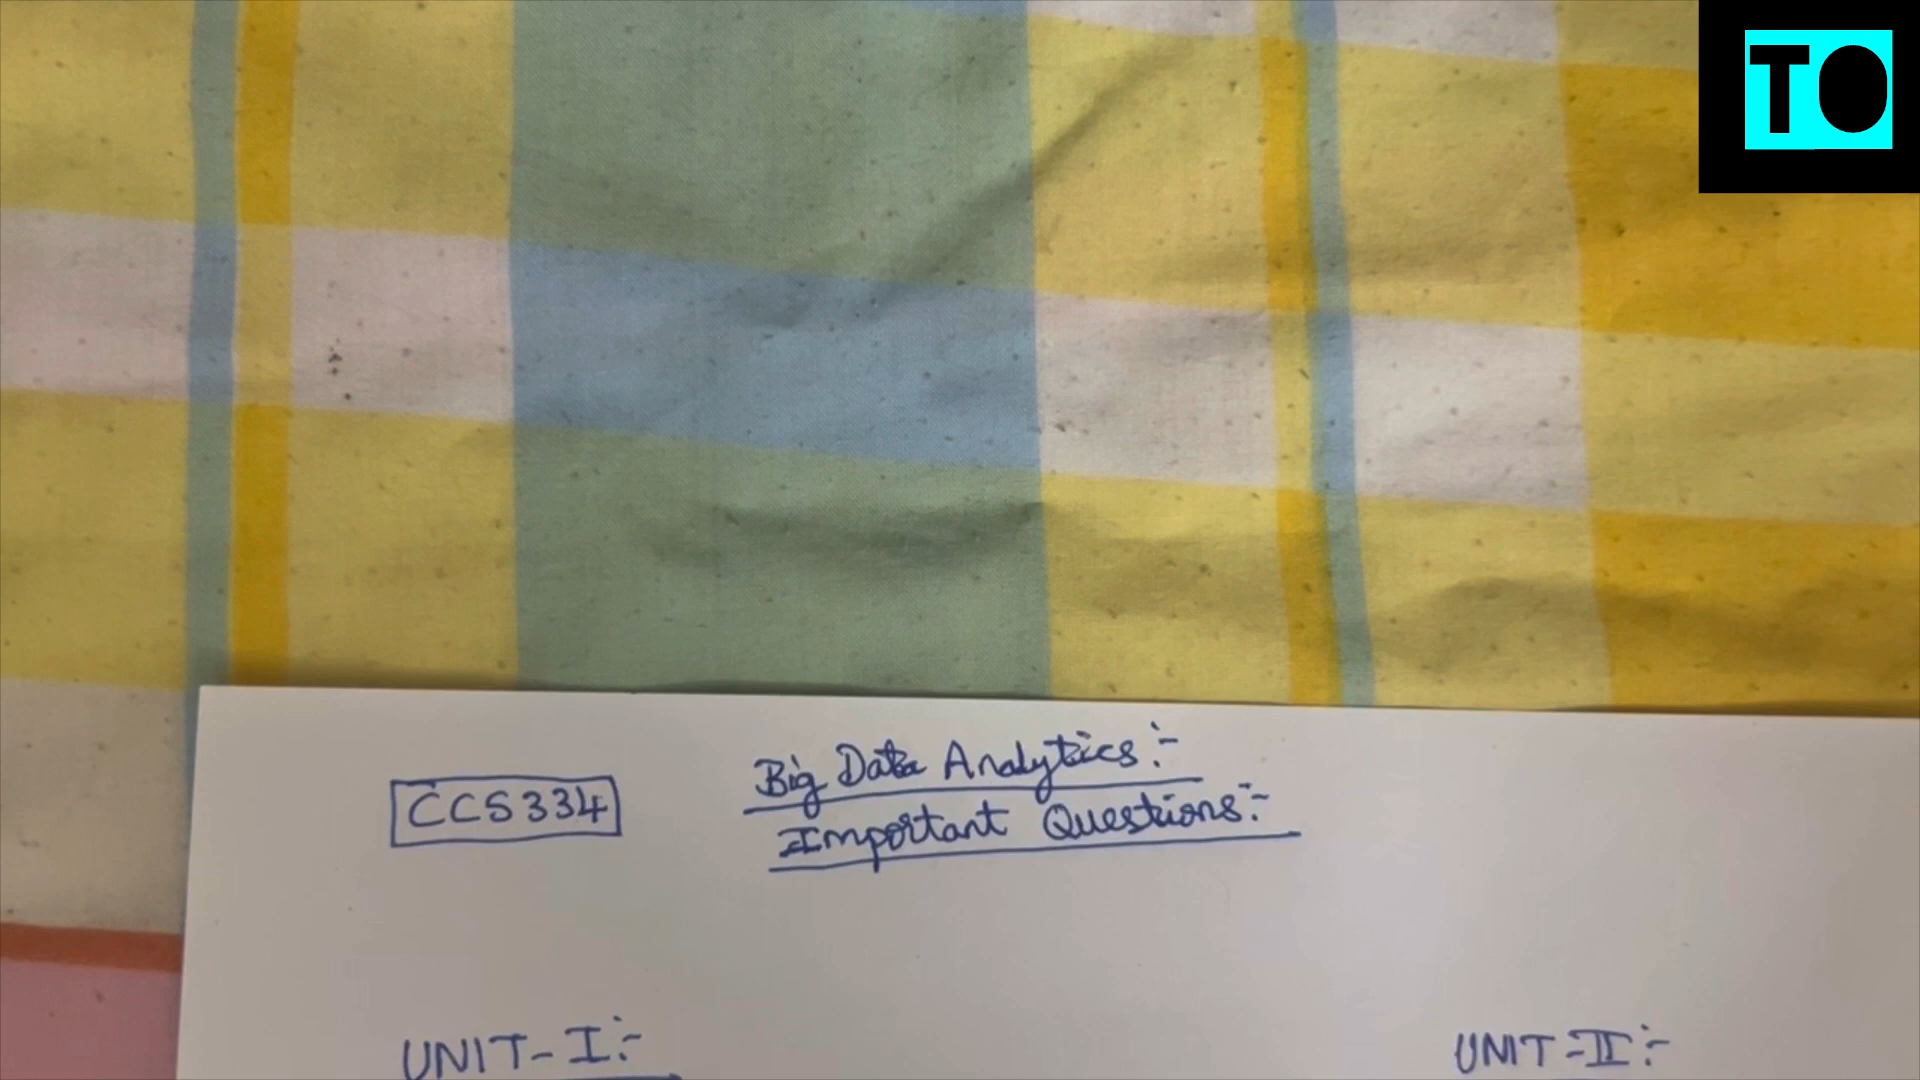 TO
CCS334
Big Data Analytics:-
Important Questions:-
UNIT-I:-
UNIT-II:-